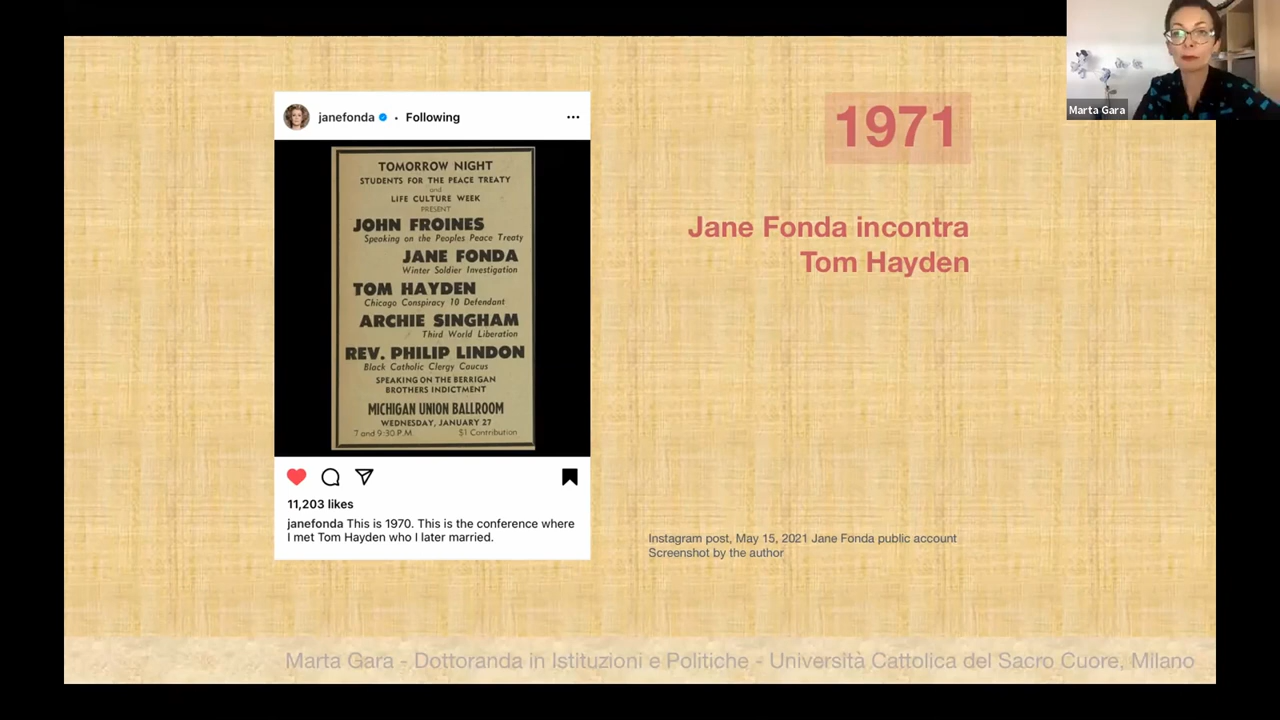 Marta Gara
janefonda • Following
TOMORROW NIGHT
STUDENTS FOR THE PEACE TREATY
and
LIFE CULTURE WEEK
PRESENT
JOHN FROINES
Speaking on the Peoples Peace Treaty
JANE FONDA
Winter Soldier Investigation
TOM HAYDEN
Chicago Conspiracy 10 Defendant
ARCHIE SINGHAM
Third World Liberation
REV. PHILIP LINDON
Black Catholic Clergy Caucus
SPEAKING ON THE BERRIGAN
BROTHERS INDICTMENT
MICHIGAN UNION BALLROOM
WEDNESDAY, JANUARY 27
7 and 9:30 P.M. $1 Contribution
11,203 likes
janefonda This is 1970. This is the conference where
I met Tom Hayden who I later married.
1971
Jane Fonda incontra
Tom Hayden
Instagram post, May 15, 2021 Jane Fonda public account
Screenshot by the author
Marta Gara - Dottoranda in Istituzioni e Politiche - Università Cattolica del Sacro Cuore, Milano